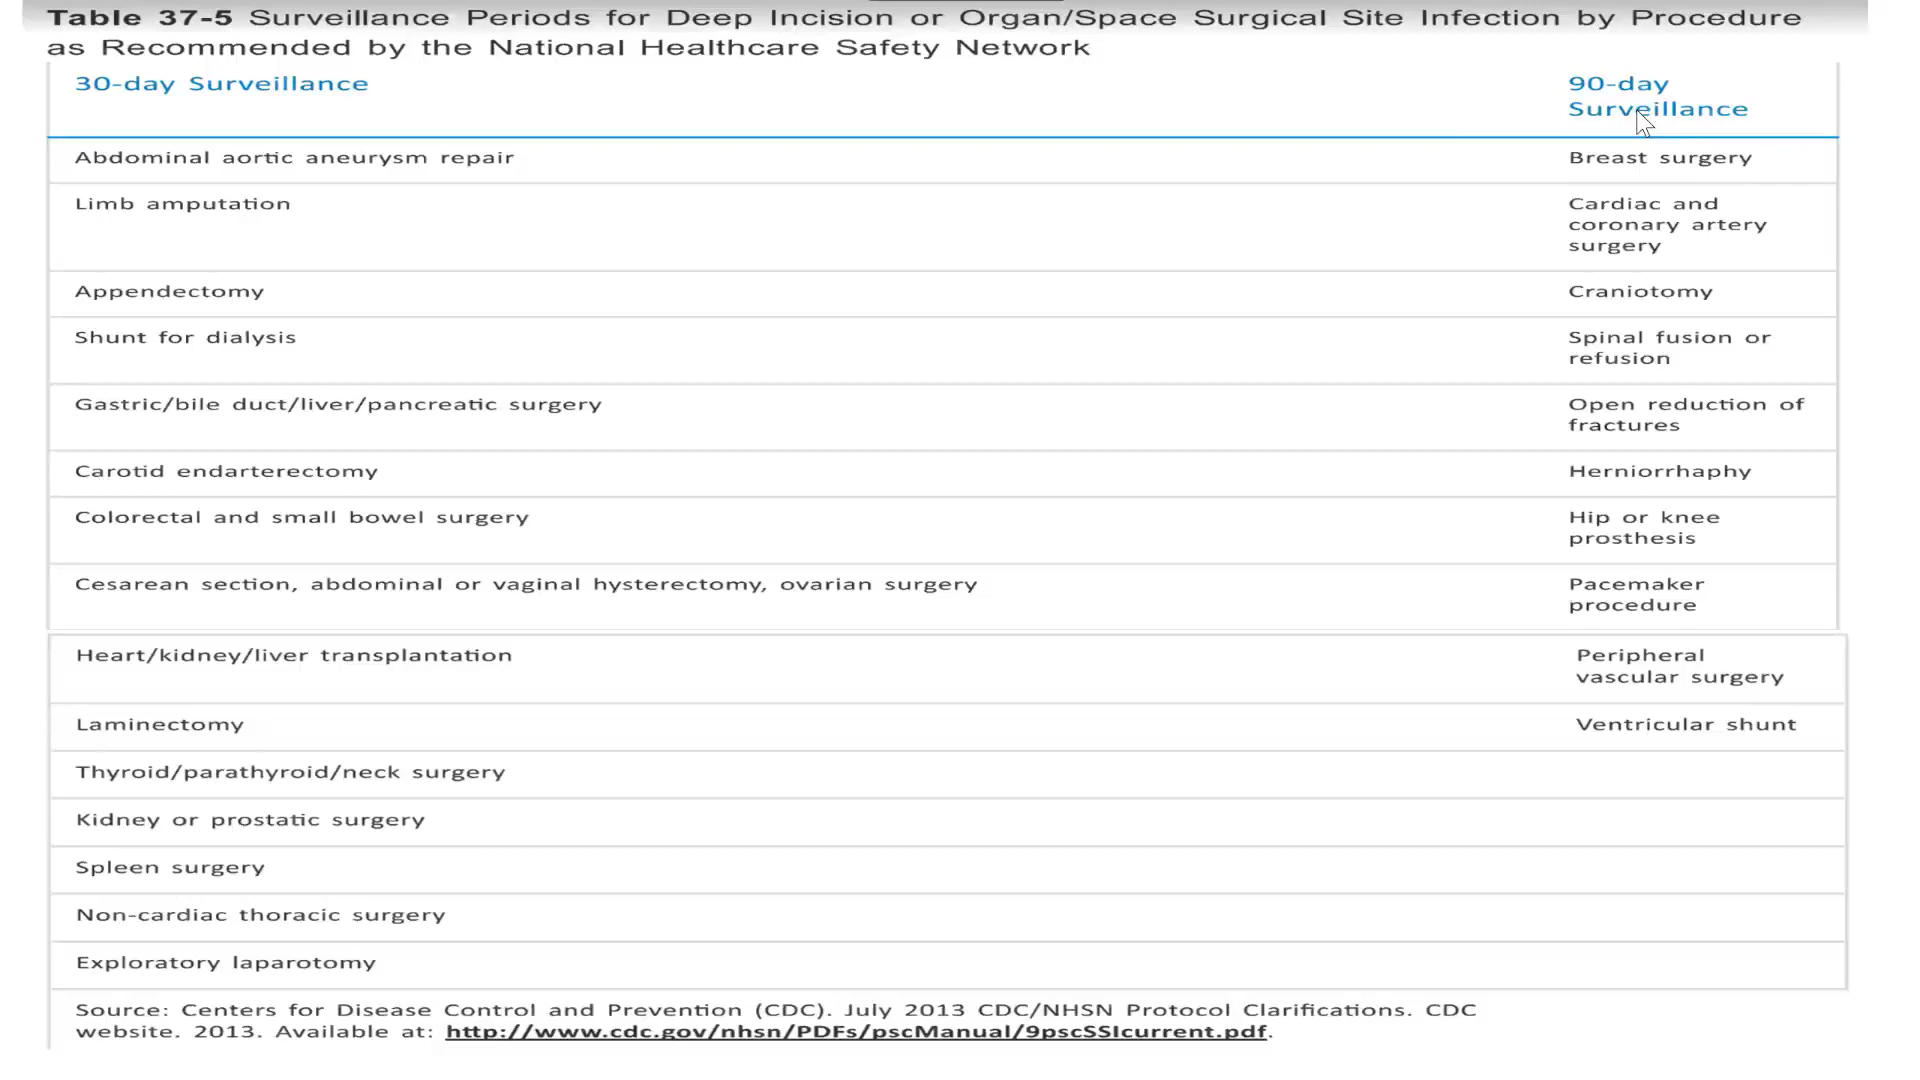 Table 37-5 Surveillance Periods for Deep Incision or Organ/Space Surgical Site Infection by Procedure
as Recommended by the National Healthcare Safety Network
30-day Surveillance
90-day
Surveillance
Abdominal aortic aneurysm repair
Breast surgery
Limb amputation
Cardiac and
coronary artery
surgery
Appendectomy
Craniotomy
Shunt for dialysis
Spinal fusion or
refusion
Gastric/bile duct/liver/pancreatic surgery
Open reduction of
fractures
Carotid endarterectomy
Herniorrhaphy
Colorectal and small bowel surgery
Hip or knee
prosthesis
Cesarean section, abdominal or vaginal hysterectomy, ovarian surgery
Pacemaker
procedure
Heart/kidney/liver transplantation
Peripheral
vascular surgery
Laminectomy
Ventricular shunt
Thyroid/parathyroid/neck surgery
Kidney or prostatic surgery
Spleen surgery
Non-cardiac thoracic surgery
Exploratory laparotomy
Source: Centers for Disease Control and Prevention (CDC). July 2013 CDC/NHSN Protocol Clarifications. CDC
website. 2013. Available at: http://www.cdc.gov/nhsn/PDFs/pscManual/9pscSSIcurrent.pdf.